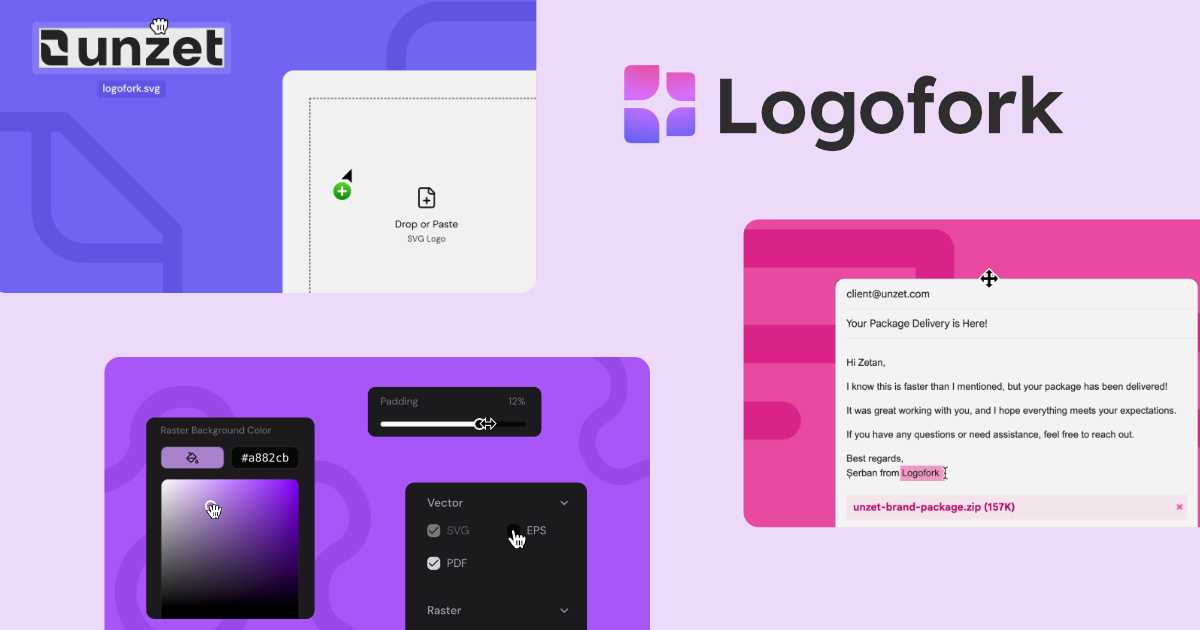 unzet
logofork.svg
Drop or Paste
SVG Logo
Logofork
client@unzet.com
Your Package Delivery is Here!
Hi Zetan,
I know this is faster than I mentioned, but your package has been delivered!
It was great working with you, and I hope everything meets your expectations.
If you have any questions or need assistance, feel free to reach out.
Best regards,
Șerban from Logofork
unzet-brand-package.zip (157K)
Padding 12%
Raster Background Color
#a882cb
Vector
SVG EPS
PDF
Raster